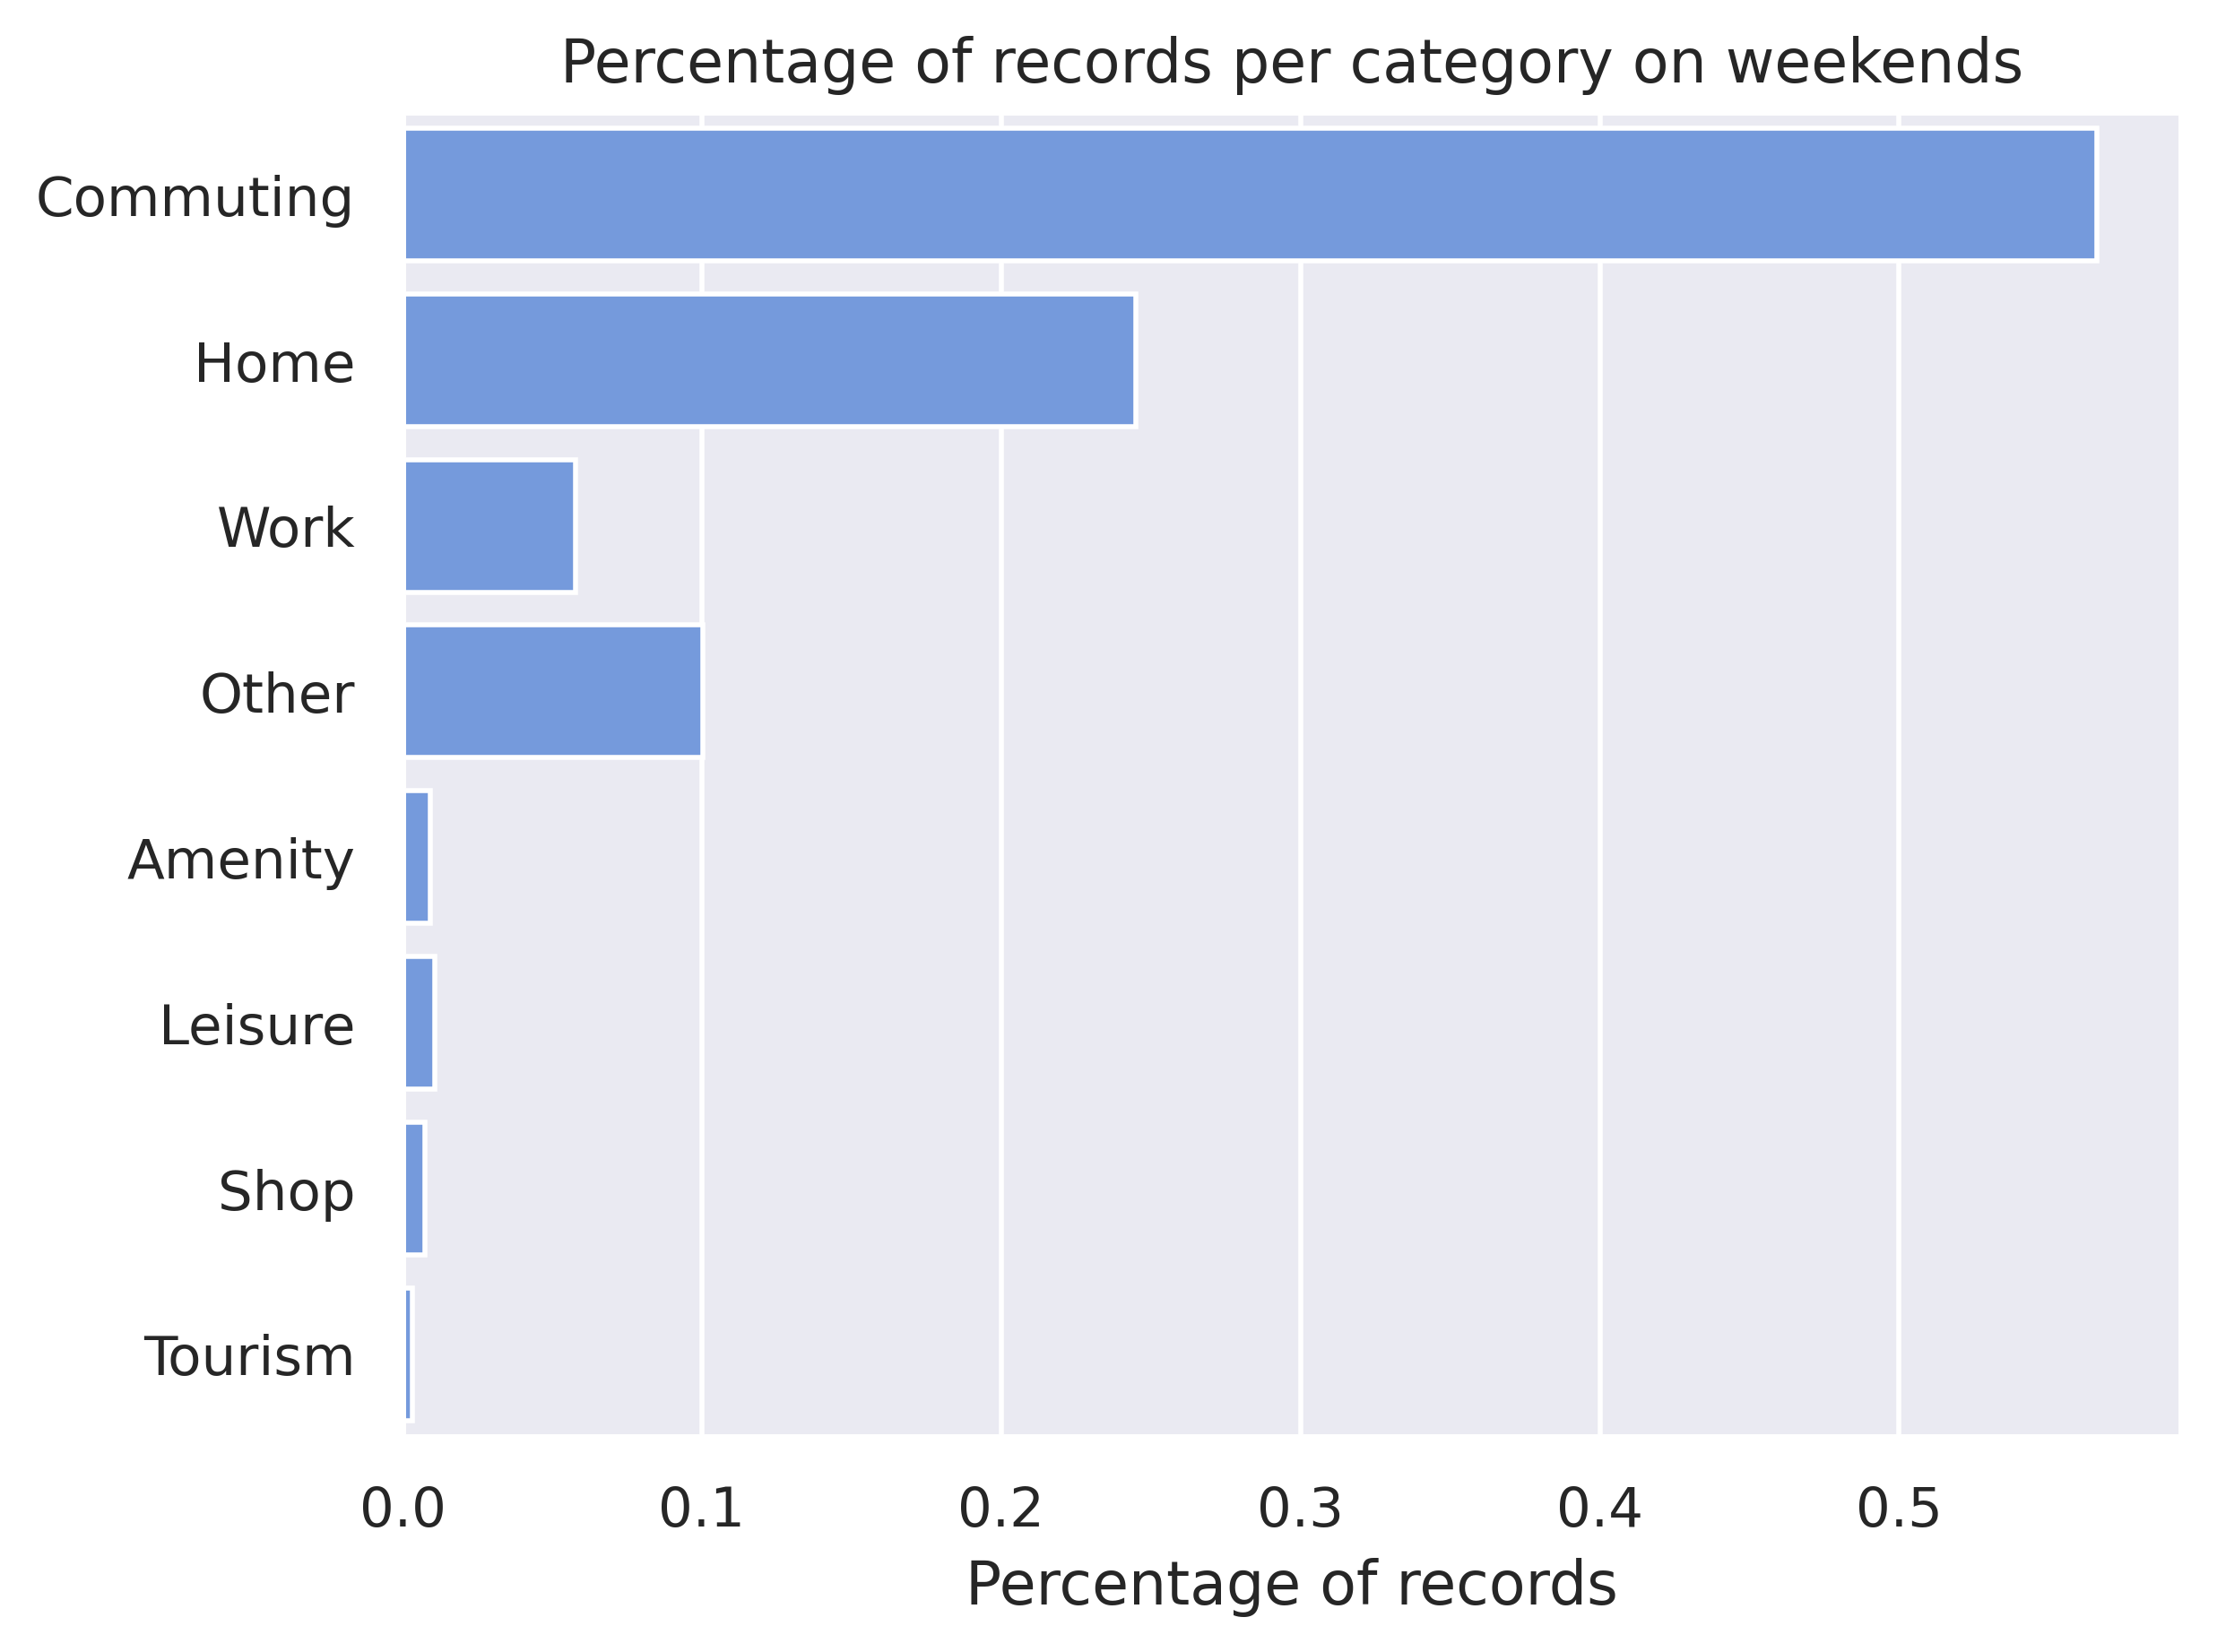 Percentage of records per category on weekends
Commuting
Home
Work
Other
Amenity
Leisure
Shop
Tourism
0.0 0.1 0.2 0.3 0.4 0.5
Percentage of records